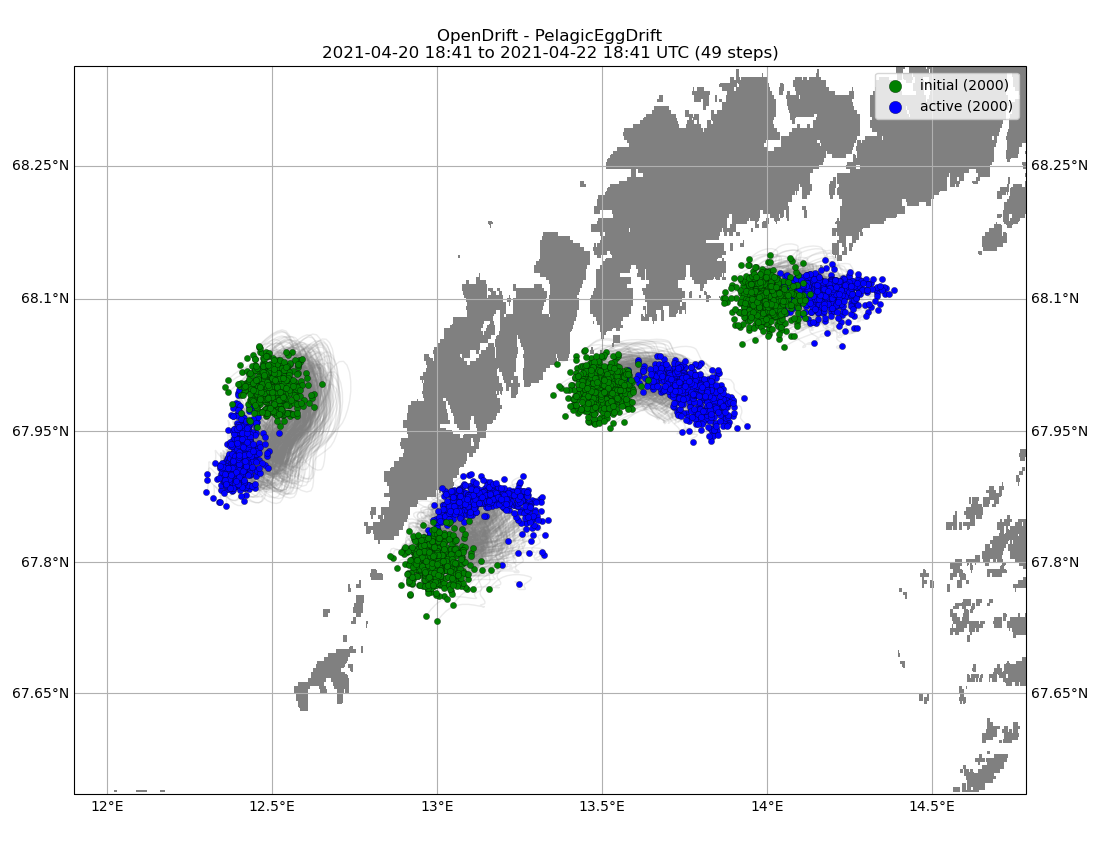 OpenDrift - PelagicEggDrift
2021-04-20 18:41 to 2021-04-22 18:41 UTC (49 steps)
initial (2000)
active (2000)
68.25°N
68.25°N
68.1°N
68.1°N
67.95°N
67.95°N
67.8°N
67.8°N
67.65°N
67.65°N
12°E
12.5°E
13°E
13.5°E
14°E
14.5°E